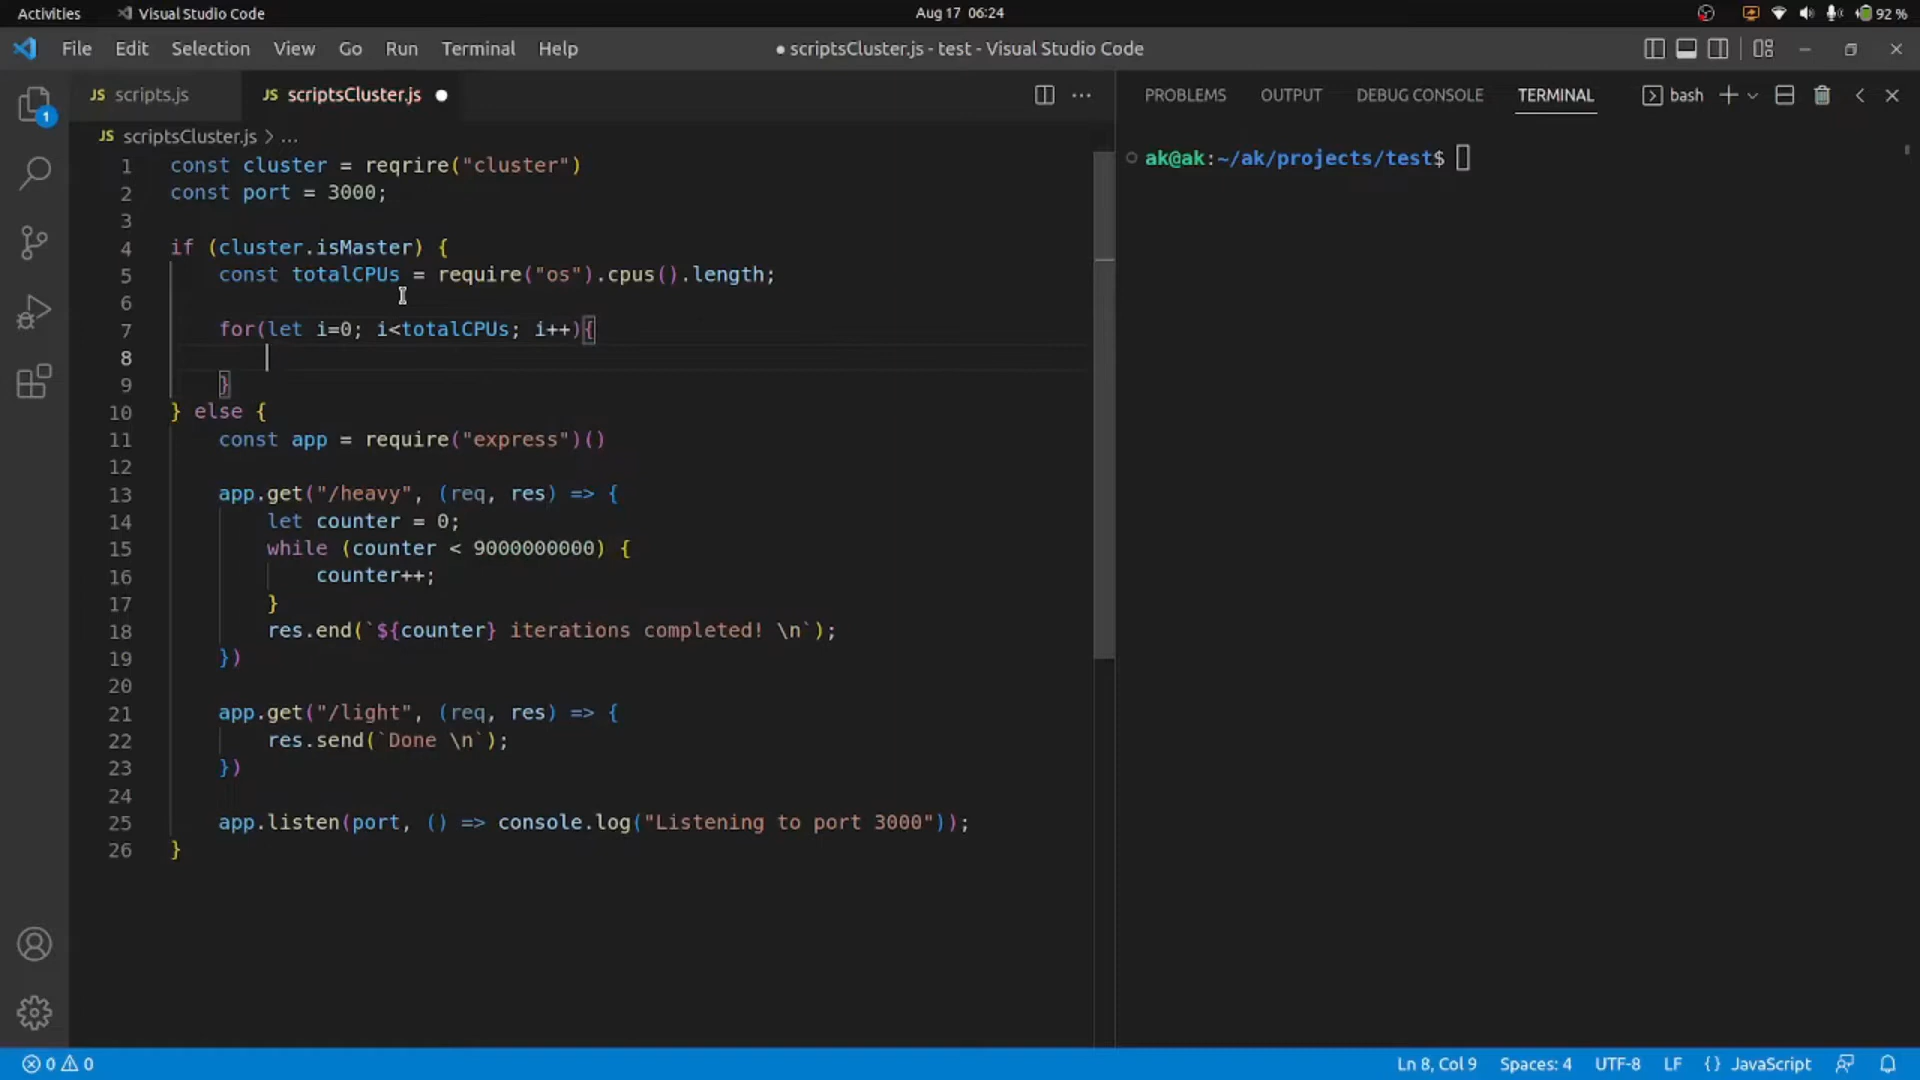 Activities Visual Studio Code Aug 17 06:24 92 %
File Edit Selection View Go Run Terminal Help ● scriptsCluster.js - test - Visual Studio Code
JS scripts.js JS scriptsCluster.js ● ... PROBLEMS OUTPUT DEBUG CONSOLE TERMINAL bash
1
JS scriptsCluster.js > ...
1 const cluster = reqrire("cluster")
ak@ak:~/ak/projects/test$
2 const port = 3000;
3
4 if (cluster.isMaster) {
5 const totalCPUs = require("os").cpus().length;
6
7 for(let i=0; i<totalCPUs; i++){
8
9 }
10 } else {
11 const app = require("express")()
12
13 app.get("/heavy", (req, res) => {
14 let counter = 0;
15 while (counter < 9000000000) {
16 counter++;
17 }
18 res.end(`${counter} iterations completed! \n`);
19 })
20
21 app.get("/light", (req, res) => {
22 res.send(`Done \n`);
23 })
24
25 app.listen(port, () => console.log("Listening to port 3000"));
26 }
0 0 Ln 8, Col 9 Spaces: 4 UTF-8 LF {} JavaScript